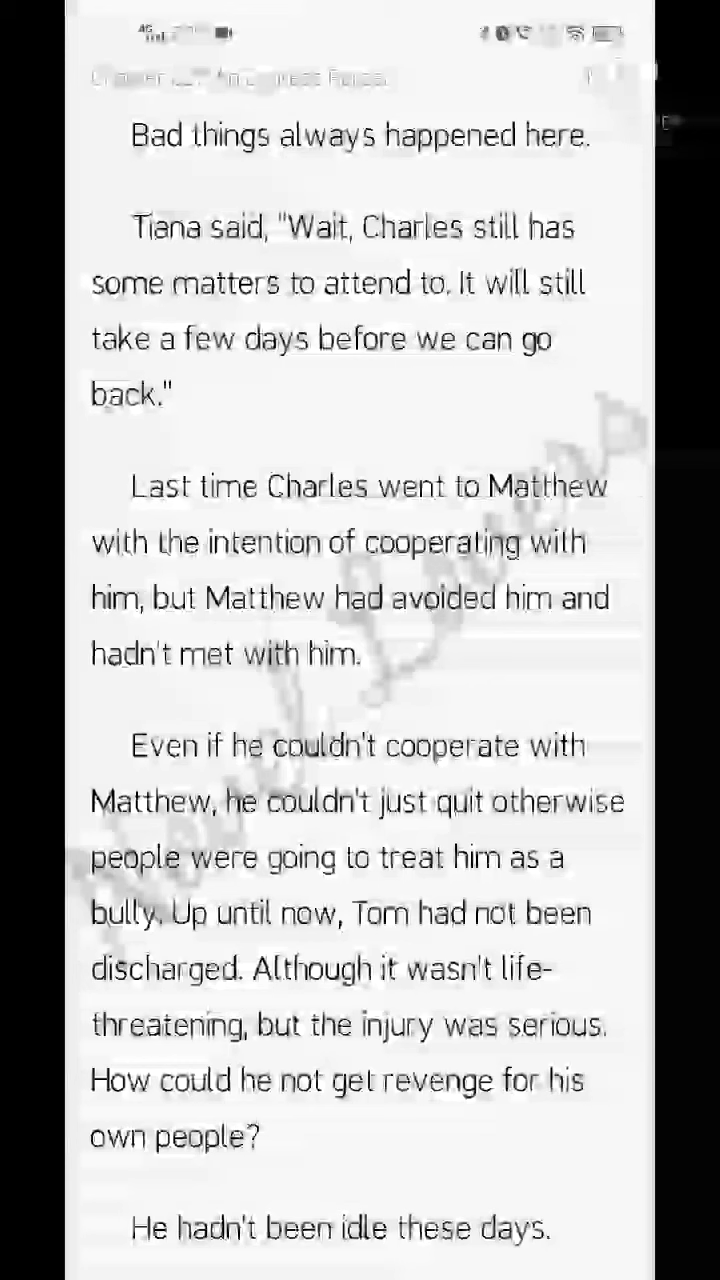 Bad things always happened here.
Tiana said, "Wait, Charles still has
some matters to attend to. It will still
take a few days before we can go
back."
Last time Charles went to Matthew
with the intention of cooperating with
him, but Matthew had avoided him and
hadn't met with him.
Even if he couldn't cooperate with
Matthew, he couldn't just quit otherwise
people were going to treat him as a
bully. Up until now, Tom had not been
discharged. Although it wasn't life-
threatening, but the injury was serious.
How could he not get revenge for his
own people?
He hadn't been idle these days.
Novel Lovers